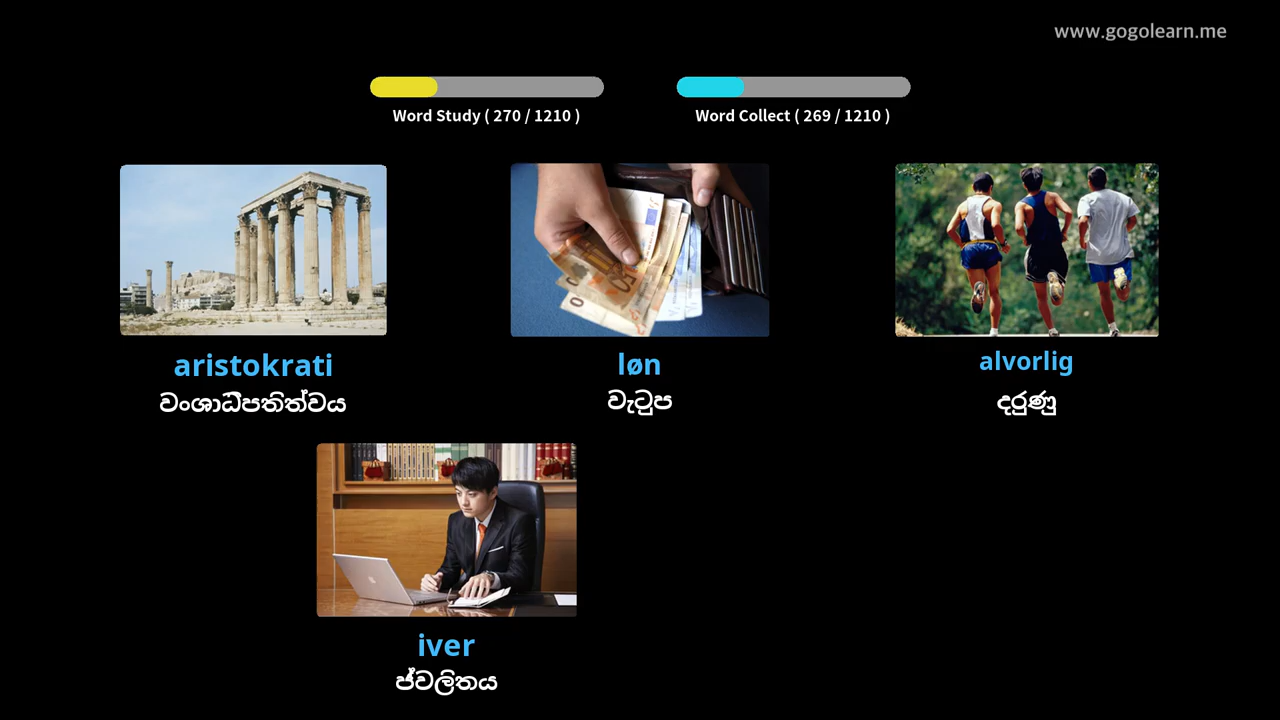 www.gogolearn.me
Word Study ( 270 / 1210 )
Word Collect ( 269 / 1210 )
aristokrati
වංශාධිපතිත්වය
løn
වැටුප
alvorlig
දරුණු
iver
ජ්වලිතය